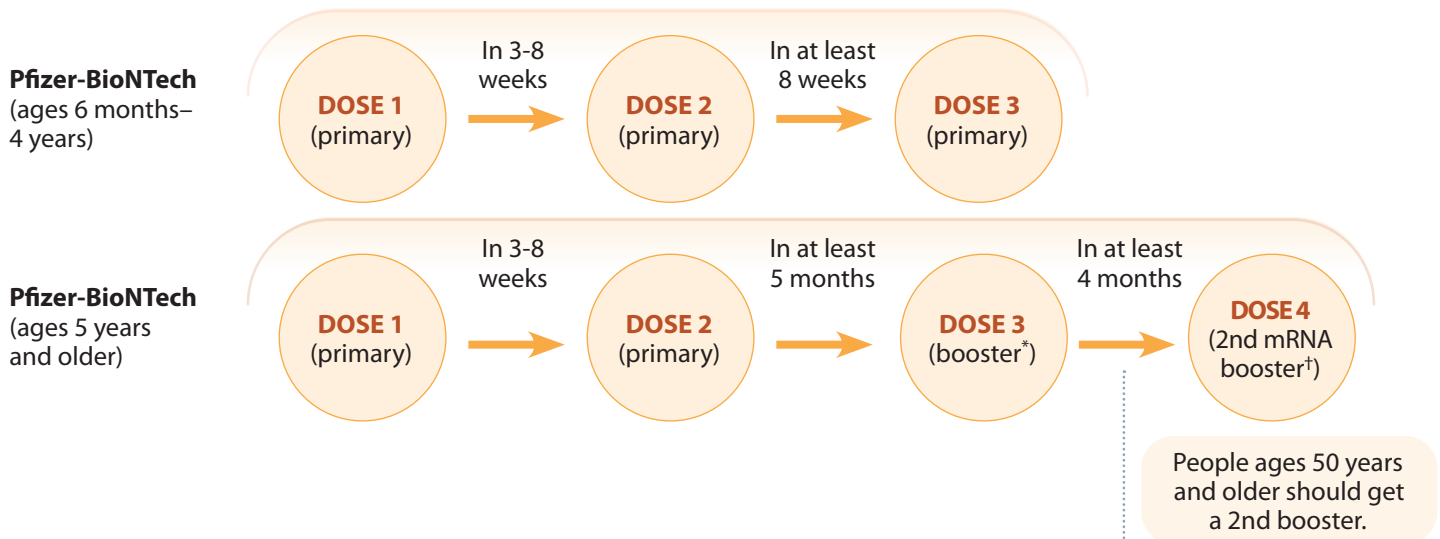 Pfizer-BioNTech
(ages 6 months–
4 years)
DOSE 1
(primary)
In 3-8
weeks
DOSE 2
(primary)
In at least
8 weeks
DOSE 3
(primary)
Pfizer-BioNTech
(ages 5 years
and older)
DOSE 1
(primary)
In 3-8
weeks
DOSE 2
(primary)
In at least
5 months
DOSE 3
(booster*)
In at least
4 months
DOSE 4
(2nd mRNA
booster†)
People ages 50 years
and older should get
a 2nd booster.